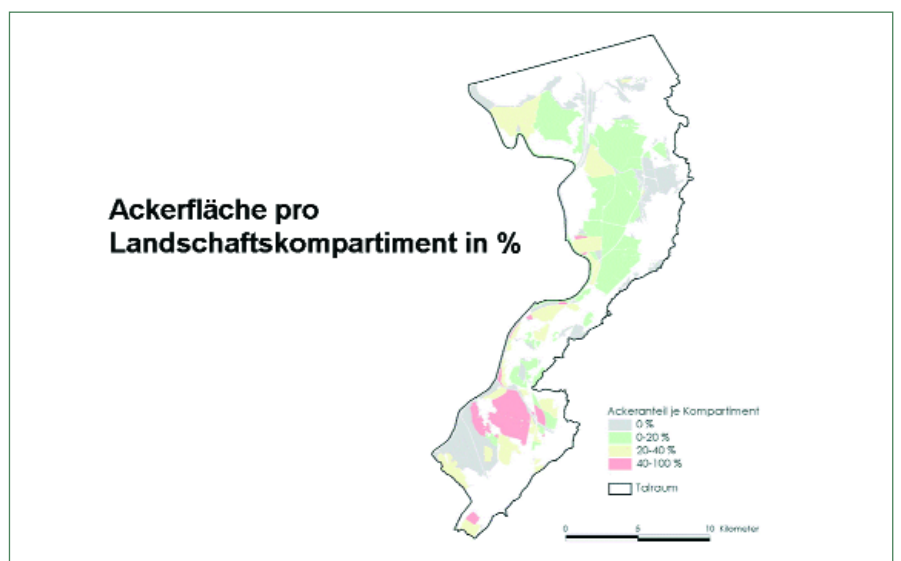 Ackerfläche pro
Landschaftskompartiment in %
Ackeranteil je Kompartiment
0 %
0-20 %
20-40 %
40-100 %
Talraum
0 5 10 Kilometer